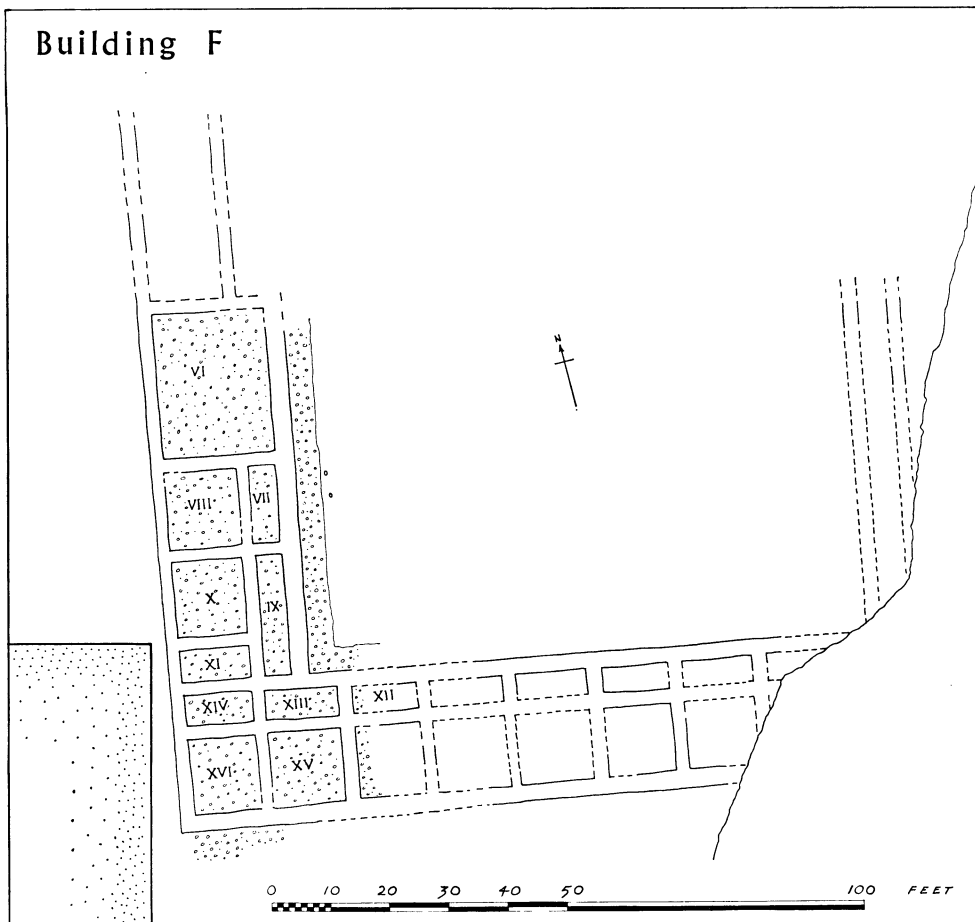 Building F
N
VI
VIII VII
X IX
XI
XIV XIII XII
XVI XV
0 10 20 30 40 50 100 FEET